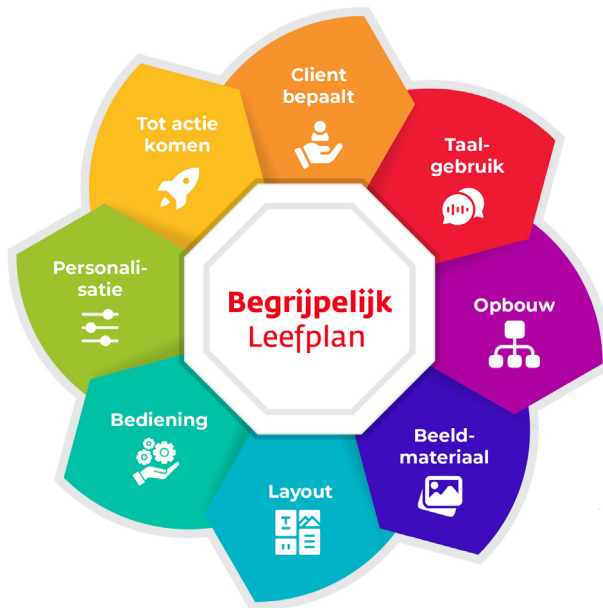 Client
bepaalt
Taal-
gebruik
Opbouw
Beeld-
materiaal
Layout
Bediening
Personali-
satie
Tot actie
komen
Begrijpelijk
Leefplan